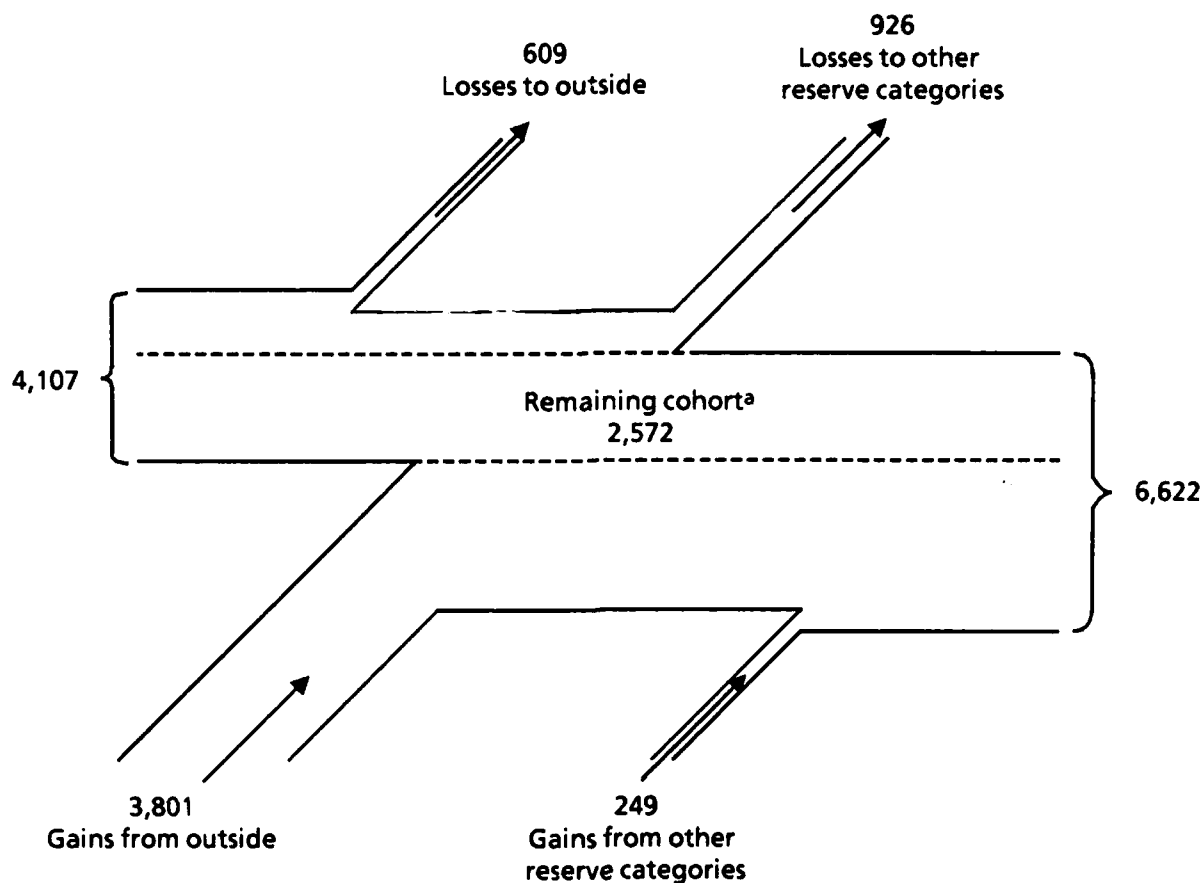 926
Losses to other
reserve categories
609
Losses to outside
4,107
Remaining cohortª
2,572
6,622
3,801
Gains from outside
249
Gains from other
reserve categories